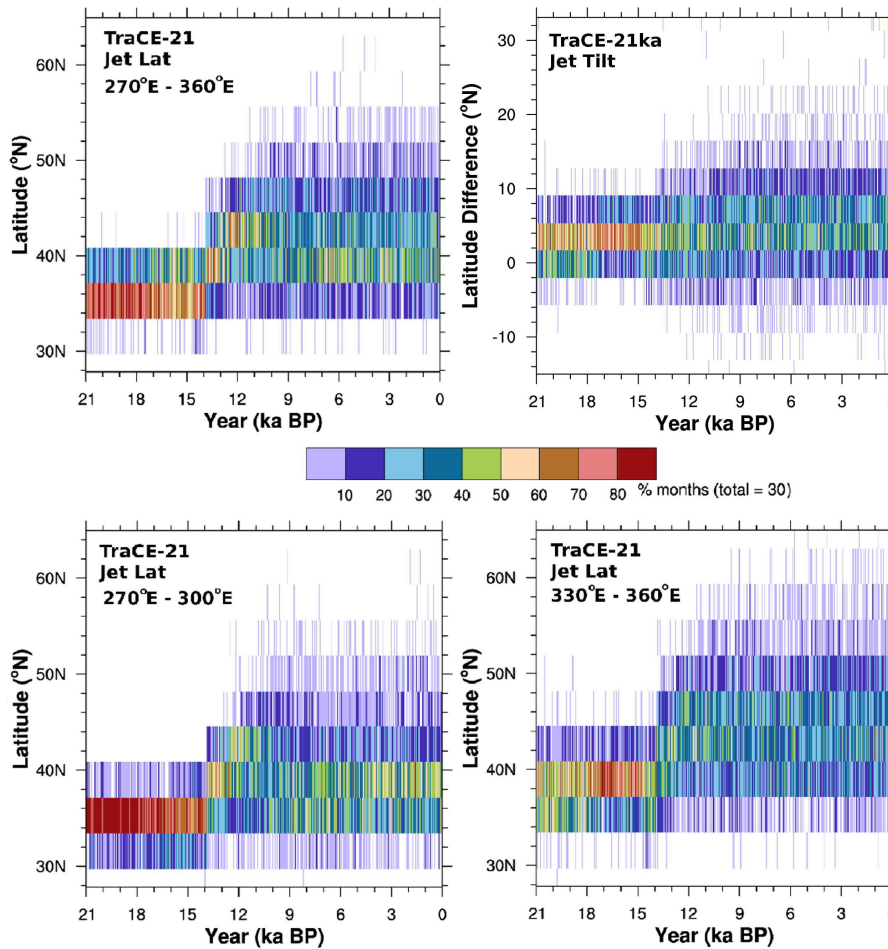 TraCE-21
Jet Lat
270°E - 360°E
60N
50N
40N
30N
Latitude (°N)
21 18 15 12 9 6 3 0
Year (ka BP)
TraCE-21ka
Jet Tilt
30
20
10
0
-10
Latitude Difference (°N)
21 18 15 12 9 6 3
Year (ka BP)
10 20 30 40 50 60 70 80 % months (total = 30)
TraCE-21
Jet Lat
270°E - 300°E
60N
50N
40N
30N
Latitude (°N)
21 18 15 12 9 6 3 0
Year (ka BP)
TraCE-21
Jet Lat
330°E - 360°E
60N
50N
40N
30N
Latitude (°N)
21 18 15 12 9 6 3
Year (ka BP)